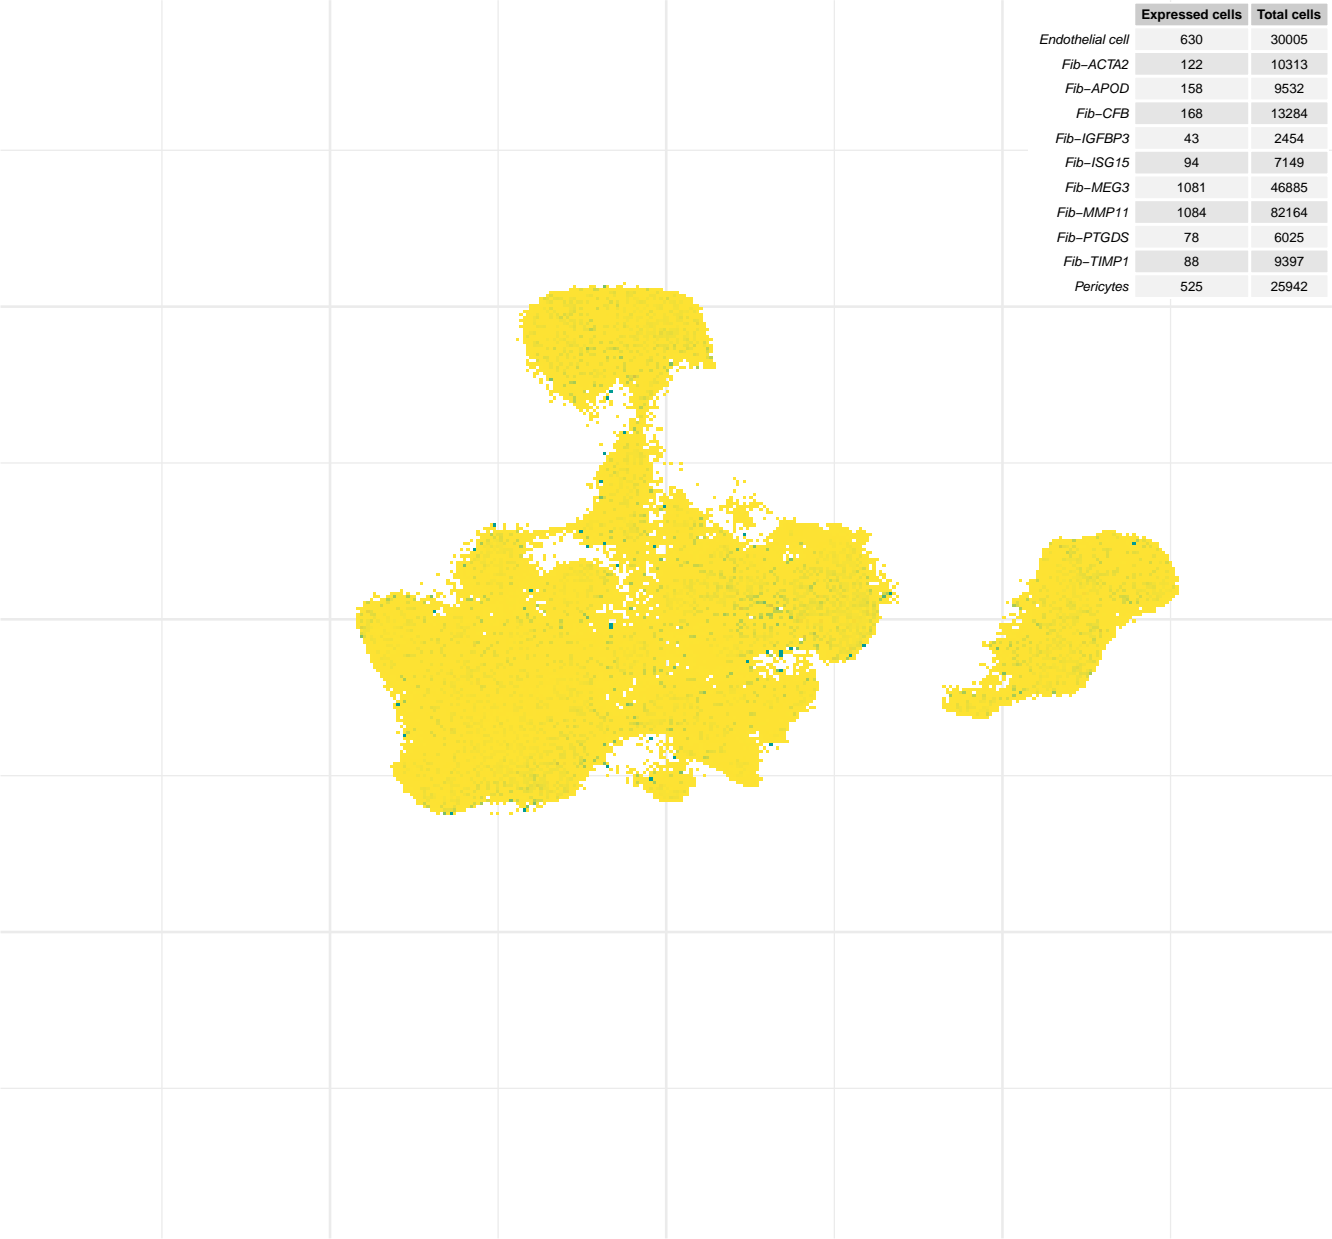 Expressed cells Total cells
Endothelial cell 630 30005
Fib−ACTA2 122 10313
Fib−APOD 158 9532
Fib−CFB 168 13284
Fib−IGFBP3 43 2454
Fib−ISG15 94 7149
Fib−MEG3 1081 46885
Fib−MMP11 1084 82164
Fib−PTGDS 78 6025
Fib−TIMP1 88 9397
Pericytes 525 25942